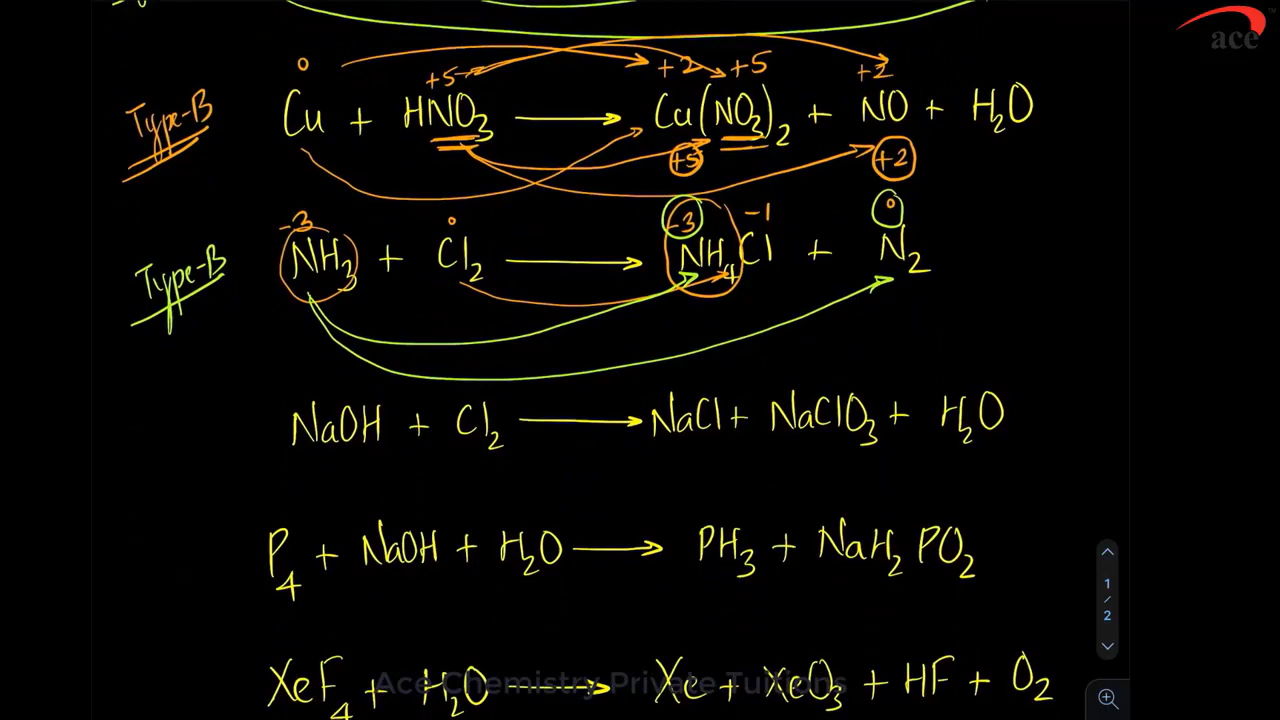 ace
0 +5 +2 +5 +2
Type-B Cu + HNO3 ⟶ Cu(NO3)2 + NO + H2O
+5 +2
-3 0 -3 -1 0
Type-B NH3 + Cl2 ⟶ NH4Cl + N2
NaOH + Cl2 ⟶ NaCl + NaClO3 + H2O
P4 + NaOH + H2O ⟶ PH3 + NaH2PO2
XeF4 + H2O ⟶ Xe + XeO3 + HF + O2
Ace Chemistry Private Tuitions
1
/
2